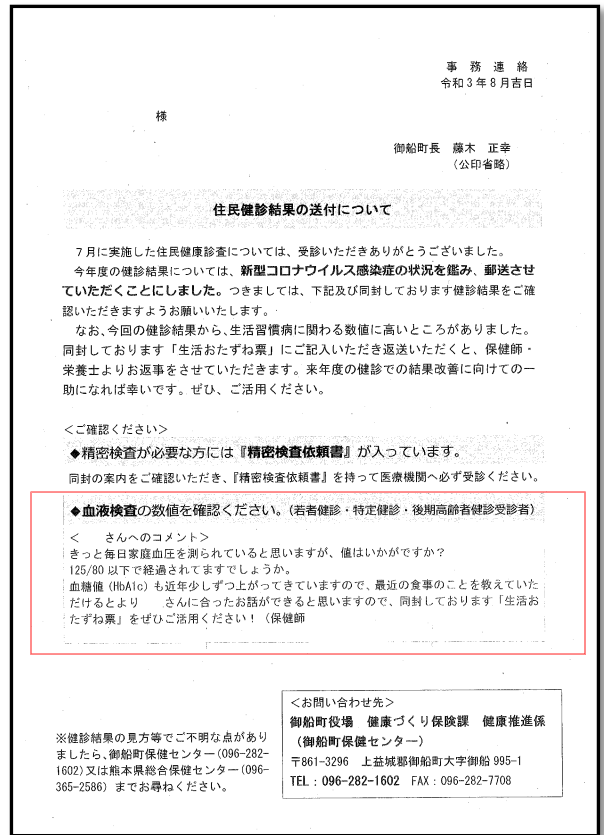 事　務　連　絡
令和３年８月吉日
様
御船町長　藤木　正幸
（公印省略）
住民健診結果の送付について
７月に実施した住民健康診査については、受診いただきありがとうございました。
今年度の健診結果については、新型コロナウイルス感染症の状況を鑑み、郵送させ
ていただくことにしました。つきましては、下記及び同封しております健診結果をご確
認いただきますようお願いいたします。
なお、今回の健診結果から、生活習慣病に関わる数値に高いところがありました。
同封しております「生活おたずね票」にご記入いただき返送いただくと、保健師・
栄養士よりお返事をさせていただきます。来年度の健診での結果改善に向けての一
助になれば幸いです。ぜひ、ご活用ください。
＜ご確認ください＞
◆精密検査が必要な方には『精密検査依頼書』が入っています。
同封の案内をご確認いただき、『精密検査依頼書』を持って医療機関へ必ず受診ください。
◆血液検査の数値を確認ください。（若者健診・特定健診・後期高齢者健診受診者）
＜　　さんへのコメント＞
きっと毎日家庭血圧を測られていると思いますが、値はいかがですか？
125/80 以下で経過されてますでしょうか。
血糖値（HbA1c）も近年少しずつ上がってきていますので、最近の食事のことを教えていた
だけるとより　　さんに合ったお話ができると思いますので、同封しております「生活お
たずね票」をぜひご活用ください！（保健師
※健診結果の見方等でご不明な点があり
ましたら、御船町保健センター（096-282-
1602）又は熊本県総合保健センター（096-
365-2586）までお尋ねください。
＜お問い合わせ先＞
御船町役場　健康づくり保険課　健康推進係
（御船町保健センター）
〒861-3296　上益城郡御船町大字御船 995-1
TEL：096-282-1602　FAX：096-282-7708